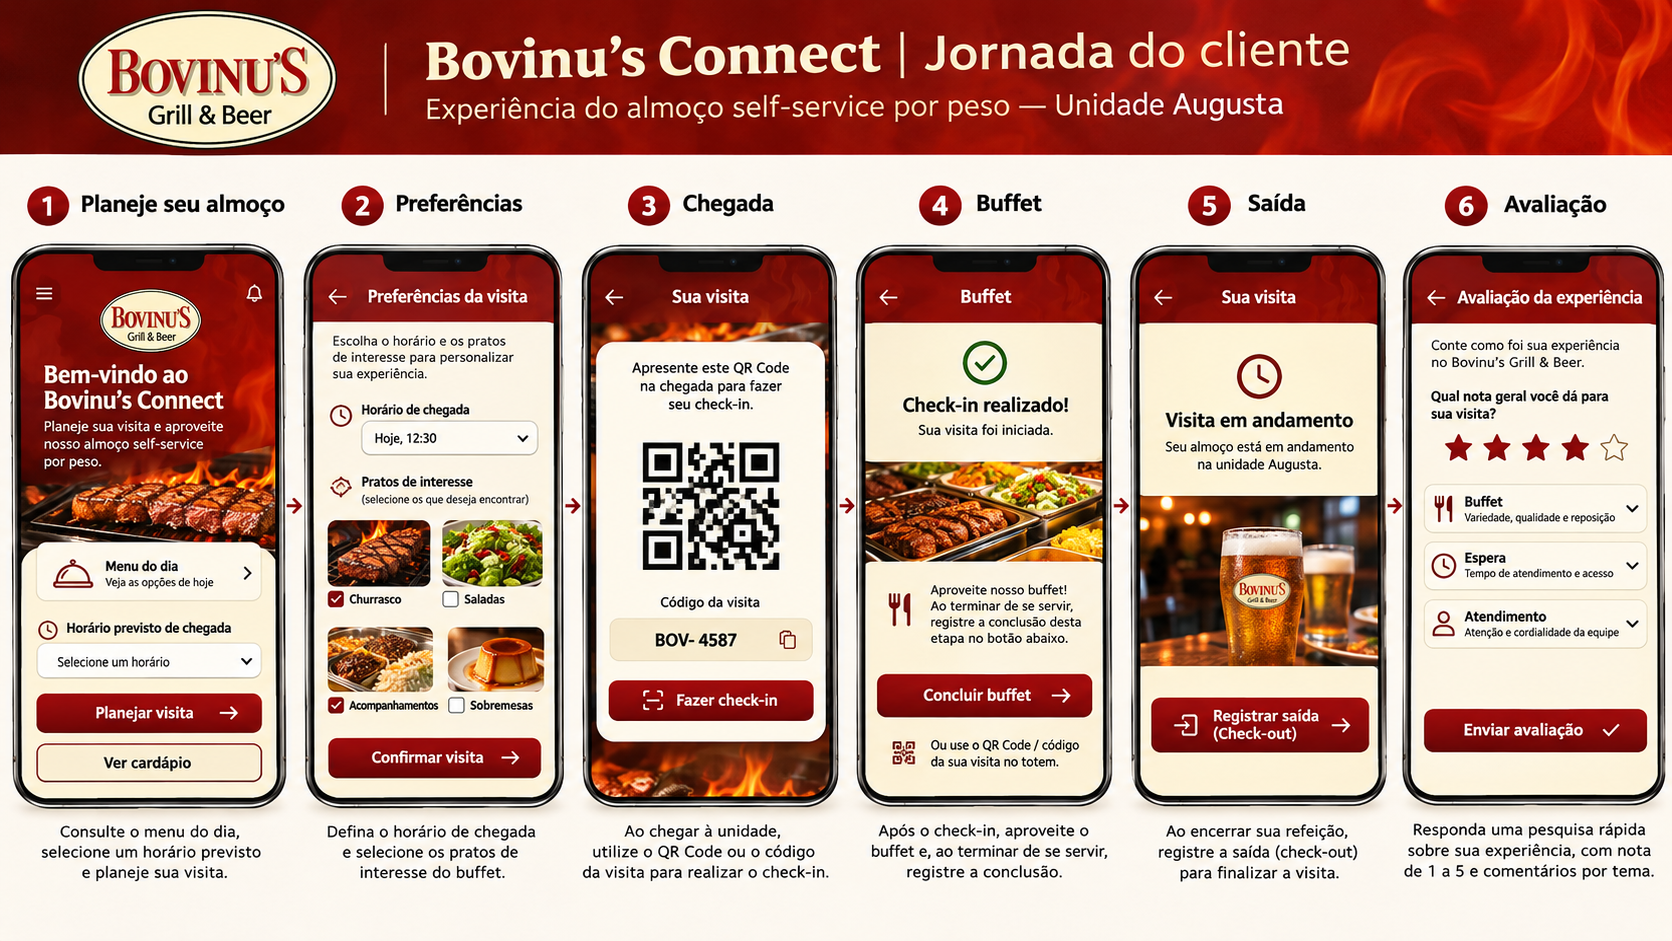 BOVINU'S
Grill & Beer
Bovinu's Connect | Jornada do cliente
Experiência do almoço self-service por peso — Unidade Augusta
1 Planeje seu almoço
BOVINU'S
Grill & Beer
Bem-vindo ao
Bovinu's Connect
Planeje sua visita e aproveite
nosso almoço self-service
por peso.
Menu do dia
Veja as opções de hoje
Horário previsto de chegada
Selecione um horário
Planejar visita
Ver cardápio
Consulte o menu do dia,
selecione um horário previsto
e planeje sua visita.
2 Preferências
Preferências da visita
Escolha o horário e os pratos
de interesse para personalizar
sua experiência.
Horário de chegada
Hoje, 12:30
Pratos de interesse
(selecione os que deseja encontrar)
Churrasco
Saladas
Acompanhamentos
Sobremesas
Confirmar visita
Defina o horário de chegada
e selecione os pratos de
interesse do buffet.
3 Chegada
Sua visita
Apresente este QR Code
na chegada para fazer
seu check-in.
Código da visita
BOV- 4587
Fazer check-in
Ao chegar à unidade,
utilize o QR Code ou o código
da visita para realizar o check-in.
4 Buffet
Buffet
Check-in realizado!
Sua visita foi iniciada.
Aproveite nosso buffet!
Ao terminar de se servir,
registre a conclusão desta
etapa no botão abaixo.
Concluir buffet
Ou use o QR Code / código
da sua visita no totem.
Após o check-in, aproveite o
buffet e, ao terminar de se servir,
registre a conclusão.
5 Saída
Sua visita
Visita em andamento
Seu almoço está em andamento
na unidade Augusta.
BOVINU'S
Grill & Beer
Registrar saída
(Check-out)
Ao encerrar sua refeição,
registre a saída (check-out)
para finalizar a visita.
6 Avaliação
Avaliação da experiência
Conte como foi sua experiência
no Bovinu's Grill & Beer.
Qual nota geral você dá para
sua visita?
Buffet
Variedade, qualidade e reposição
Espera
Tempo de atendimento e acesso
Atendimento
Atenção e cordialidade da equipe
Enviar avaliação
Responda uma pesquisa rápida
sobre sua experiência, com nota
de 1 a 5 e comentários por tema.